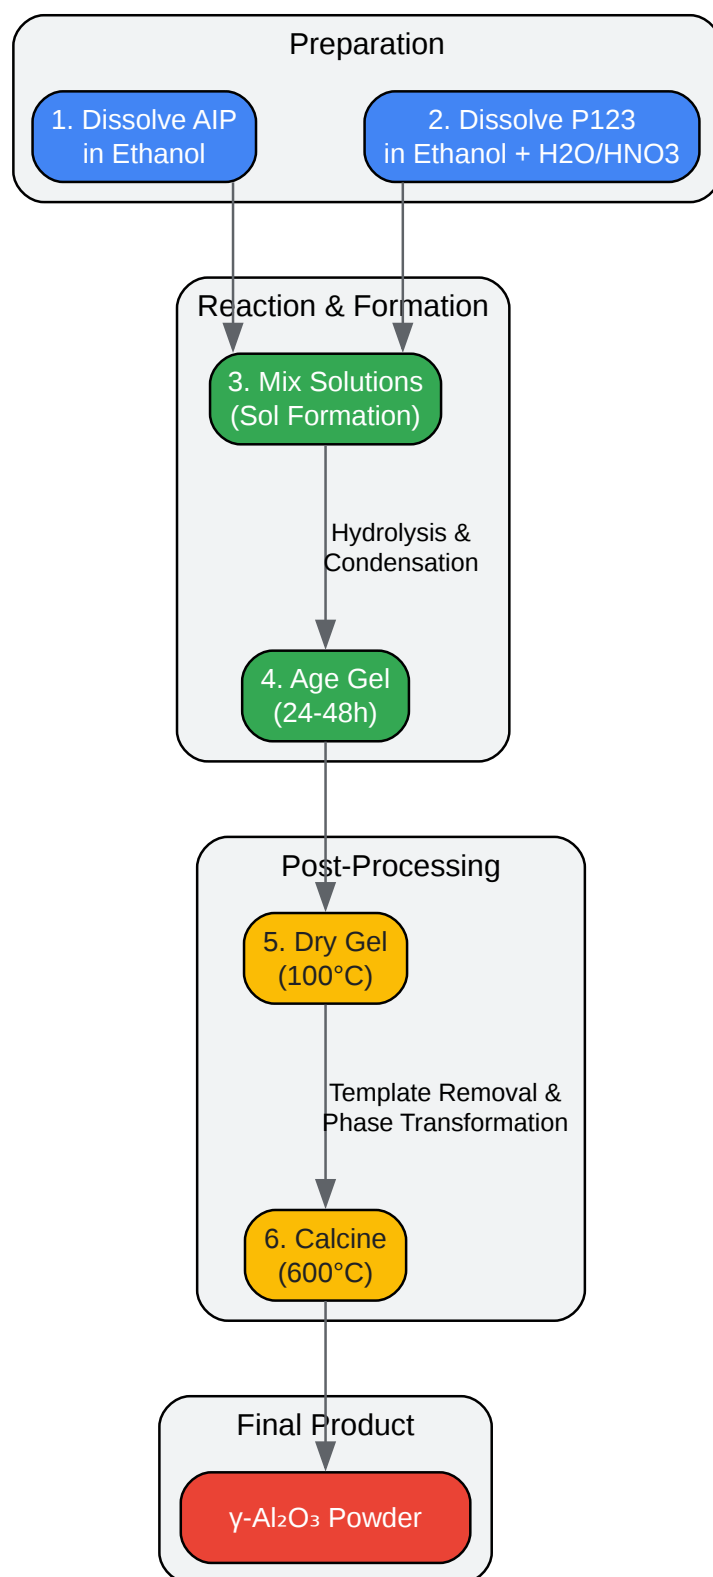 Preparation
1. Dissolve AIP
in Ethanol
2. Dissolve P123
in Ethanol + H2O/HNO3
Reaction & Formation
3. Mix Solutions
(Sol Formation)
Hydrolysis &
Condensation
4. Age Gel
(24-48h)
Post-Processing
5. Dry Gel
(100°C)
Template Removal &
Phase Transformation
6. Calcine
(600°C)
Final Product
γ-Al₂O₃ Powder